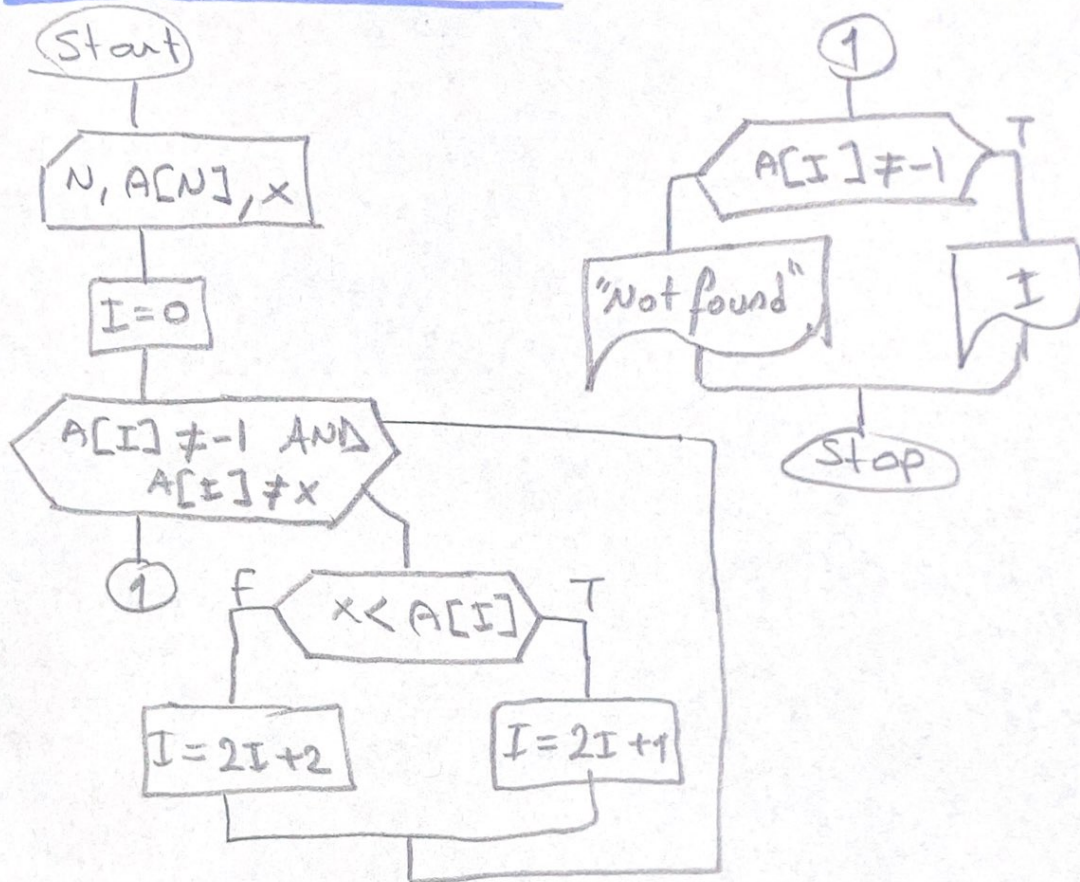 Start
N, A[N], x
I=0
A[I] ≠-1 AND
A[I] ≠ x
1
F
x< A[I]
T
I=2I+2
I=2I+1
1
A[I] ≠-1
T
"Not found"
I
Stop